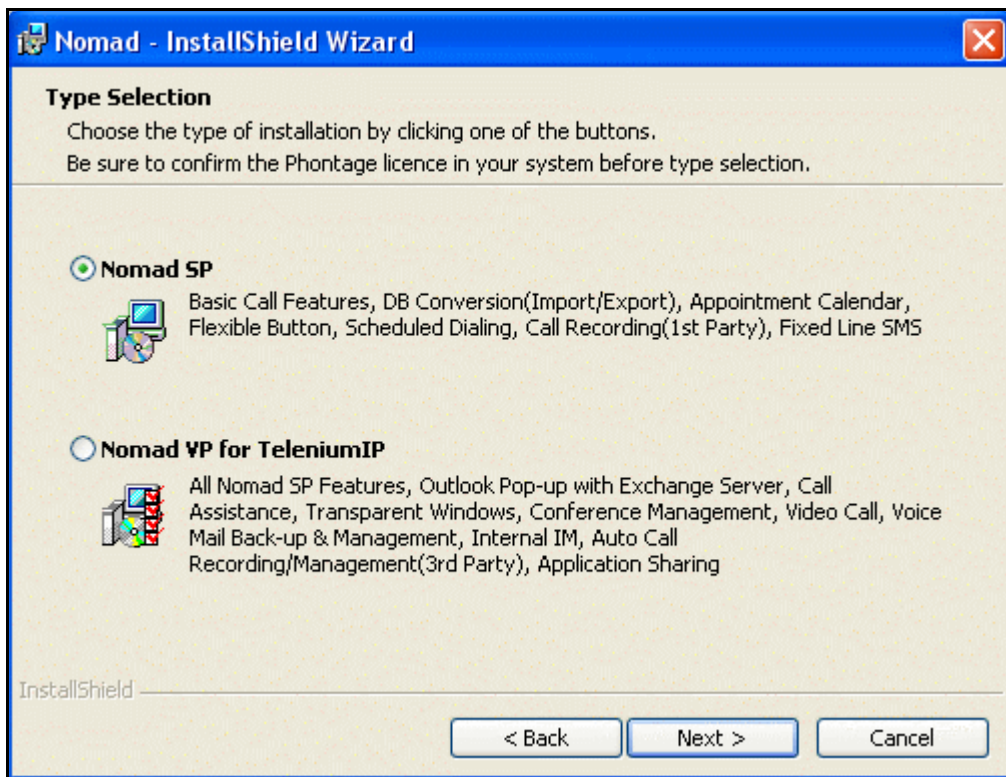 Nomad - InstallShield Wizard
Type Selection
Choose the type of installation by clicking one of the buttons.
Be sure to confirm the Phontage licence in your system before type selection.
Nomad SP
Basic Call Features, DB Conversion(Import/Export), Appointment Calendar,
Flexible Button, Scheduled Dialing, Call Recording(1st Party), Fixed Line SMS
Nomad VP for TeleniumIP
All Nomad SP Features, Outlook Pop-up with Exchange Server, Call
Assistance, Transparent Windows, Conference Management, Video Call, Voice
Mail Back-up & Management, Internal IM, Auto Call
Recording/Management(3rd Party), Application Sharing
InstallShield
< Back
Next >
Cancel